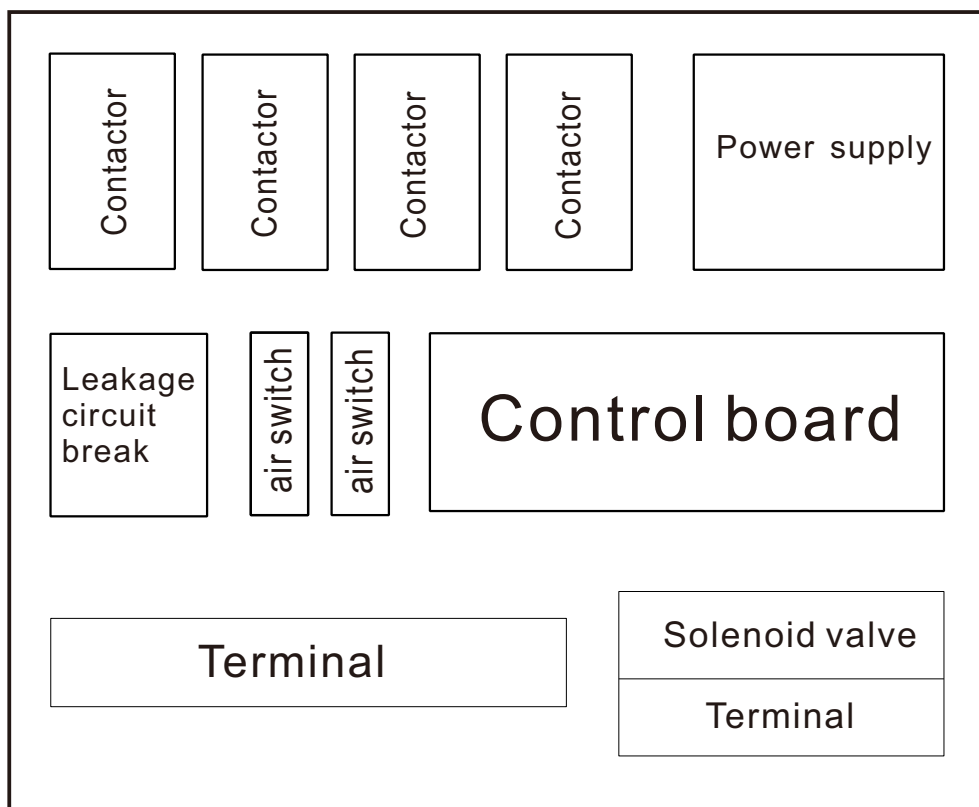 Contactor
Contactor
Contactor
Contactor
Power supply
Leakage
circuit
break
air switch
air switch
Control board
Terminal
Solenoid valve
Terminal